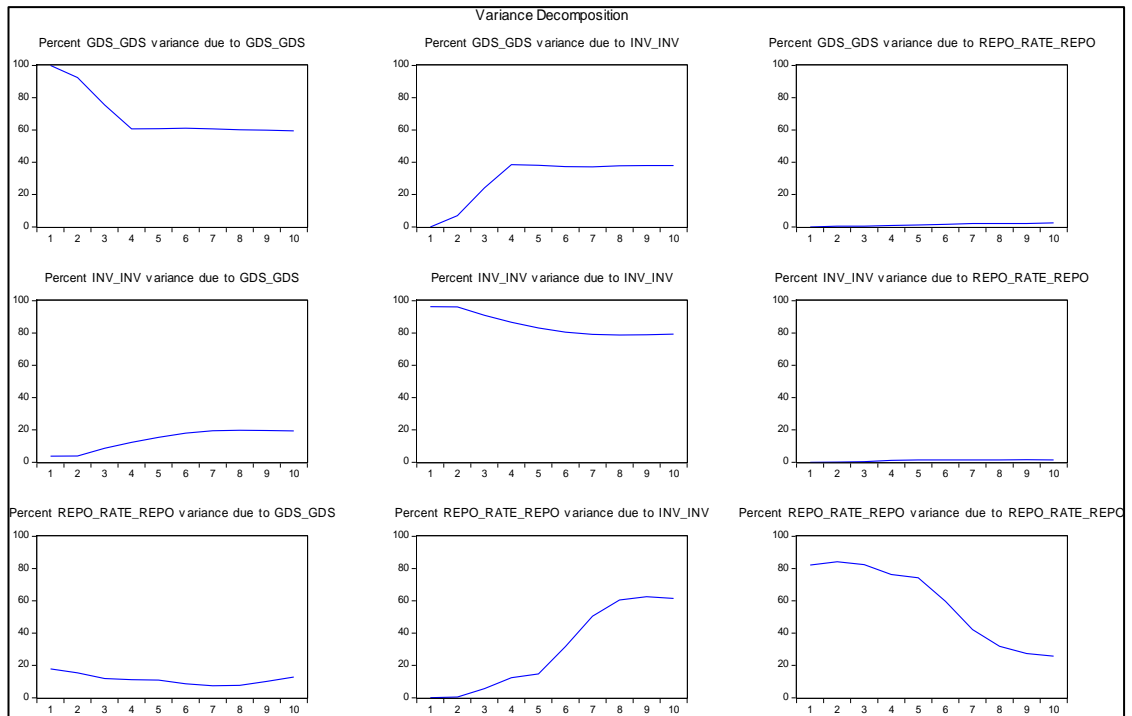 Variance Decomposition
Percent GDS_GDS variance due to GDS_GDS
100
80
60
40
20
0
1 2 3 4 5 6 7 8 9 10
Percent GDS_GDS variance due to INV_INV
100
80
60
40
20
0
1 2 3 4 5 6 7 8 9 10
Percent GDS_GDS variance due to REPO_RATE_REPO
100
80
60
40
20
0
1 2 3 4 5 6 7 8 9 10
Percent INV_INV variance due to GDS_GDS
100
80
60
40
20
0
1 2 3 4 5 6 7 8 9 10
Percent INV_INV variance due to INV_INV
100
80
60
40
20
0
1 2 3 4 5 6 7 8 9 10
Percent INV_INV variance due to REPO_RATE_REPO
100
80
60
40
20
0
1 2 3 4 5 6 7 8 9 10
Percent REPO_RATE_REPO variance due to GDS_GDS
100
80
60
40
20
0
1 2 3 4 5 6 7 8 9 10
Percent REPO_RATE_REPO variance due to INV_INV
100
80
60
40
20
0
1 2 3 4 5 6 7 8 9 10
Percent REPO_RATE_REPO variance due to REPO_RATE_REPO
100
80
60
40
20
0
1 2 3 4 5 6 7 8 9 10